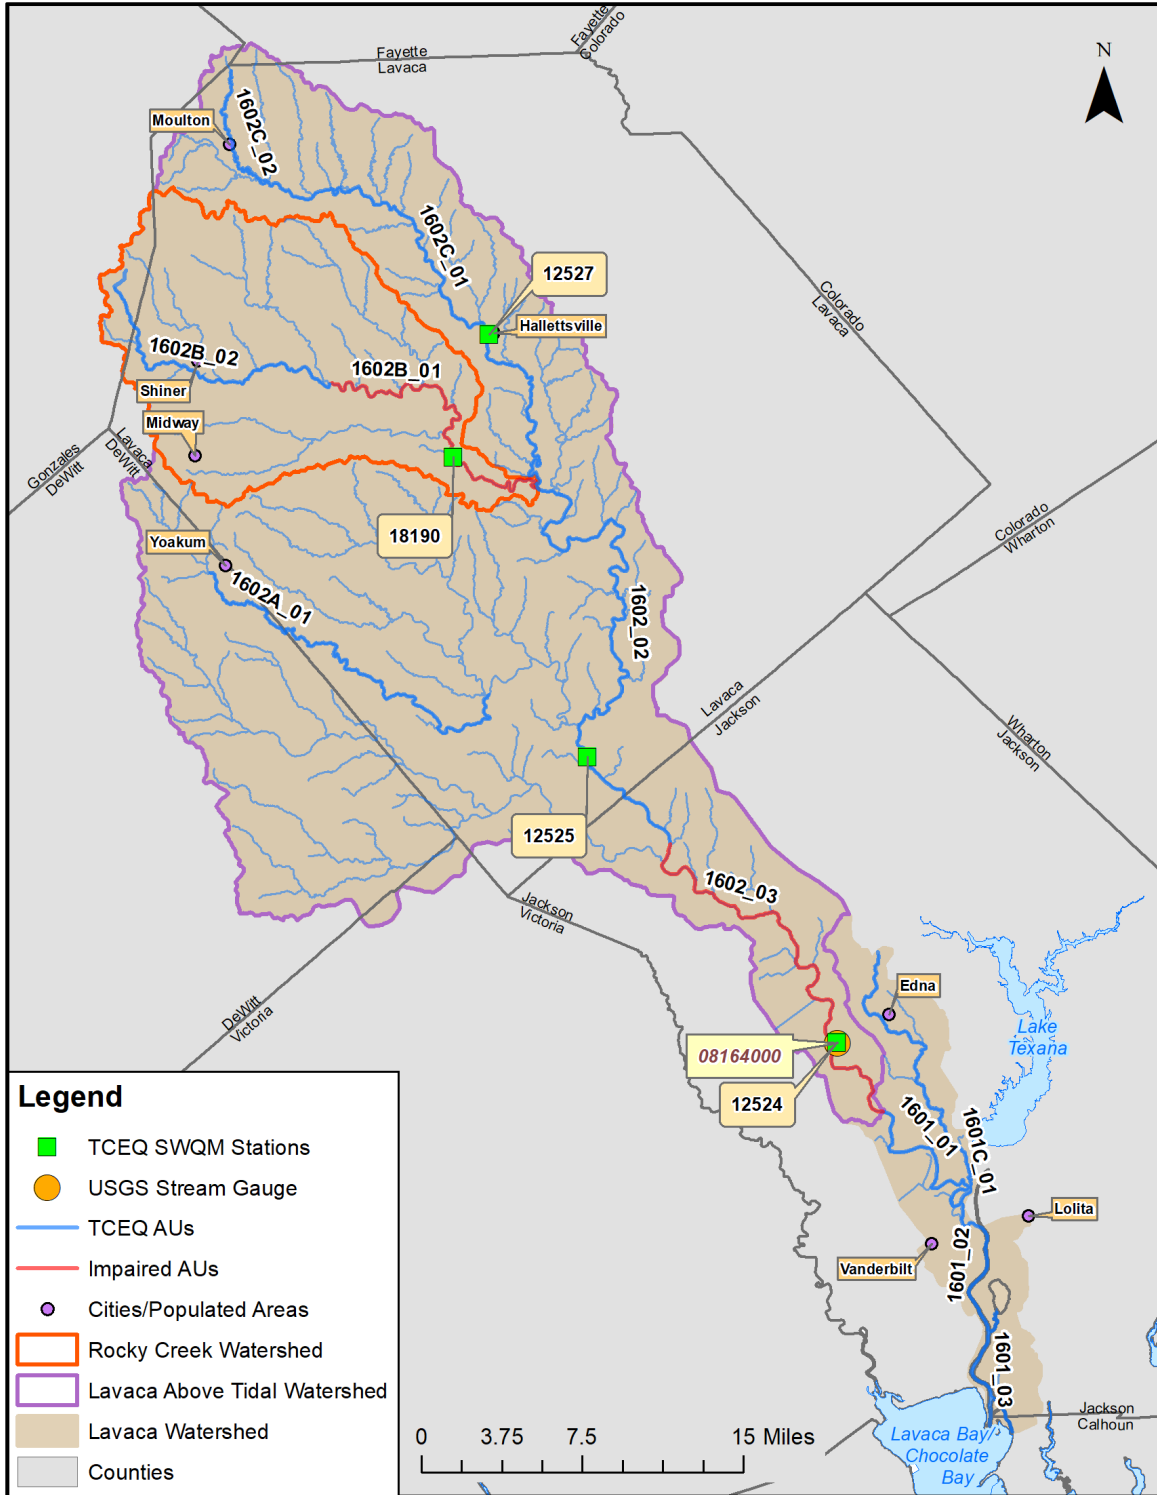 Fayette
Colorado
Fayette
Lavaca
N
Moulton
1602C_02
1602C_01
12527
Hallettsville
Colorado
Lavaca
1602B_02
1602B_01
Shiner
Midway
Gonzales
DeWitt
Lavaca
DeWitt
18190
Colorado
Wharton
Yoakum
1602A_01
1602_02
Lavaca
Jackson
Wharton
Jackson
12525
1602_03
Jackson
Victoria
DeWitt
Victoria
Edna
Lake
Texana
08164000
12524
1601_01
1601C_01
Lolita
Vanderbilt
1601_02
1601_03
Jackson
Calhoun
Lavaca Bay/
Chocolate
Bay
Legend
TCEQ SWQM Stations
USGS Stream Gauge
TCEQ AUs
Impaired AUs
Cities/Populated Areas
Rocky Creek Watershed
Lavaca Above Tidal Watershed
Lavaca Watershed
Counties
0 3.75 7.5 15 Miles